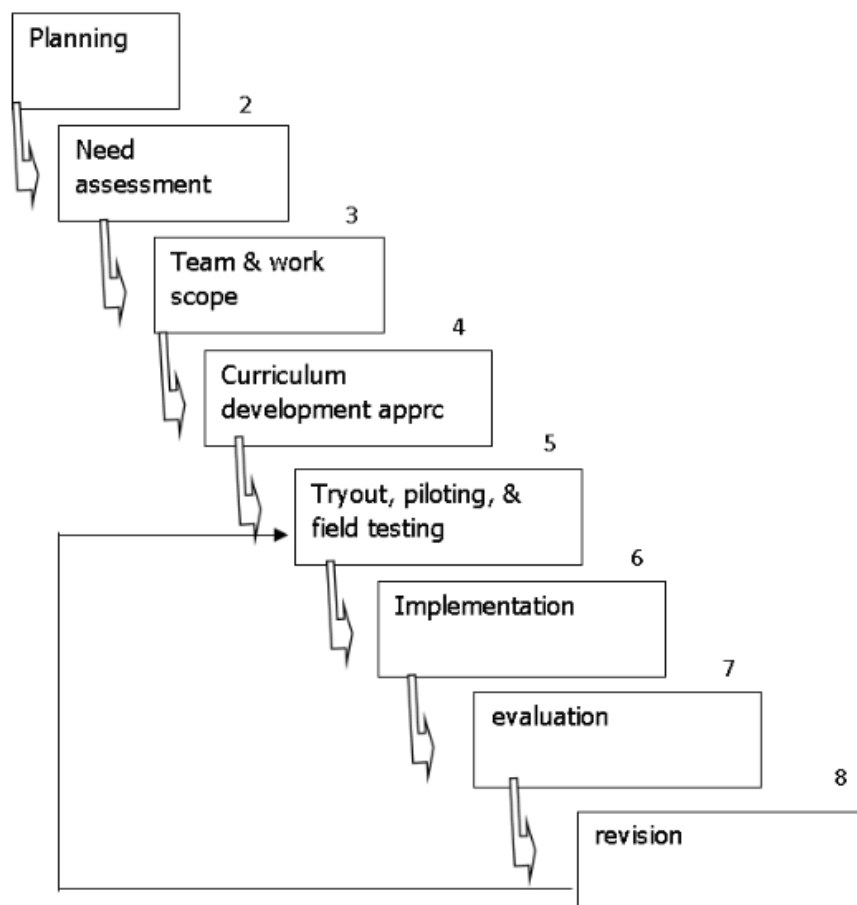 Planning
2
Need
assessment
3
Team & work
scope
4
Curriculum
development apprc
5
Tryout, piloting, &
field testing
6
Implementation
7
evaluation
8
revision